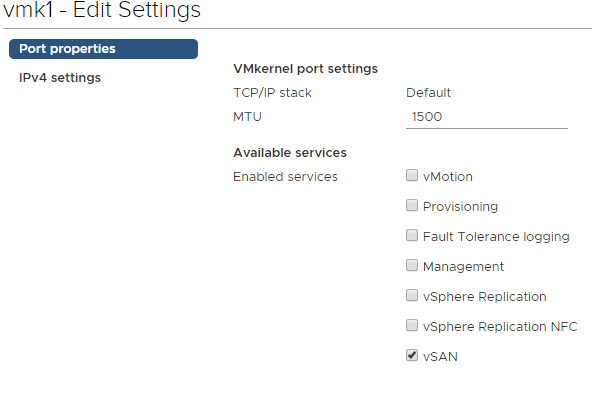 vmk1 - Edit Settings
Port properties
IPv4 settings
VMkernel port settings
TCP/IP stack Default
MTU 1500
Available services
Enabled services vMotion
Provisioning
Fault Tolerance logging
Management
vSphere Replication
vSphere Replication NFC
vSAN